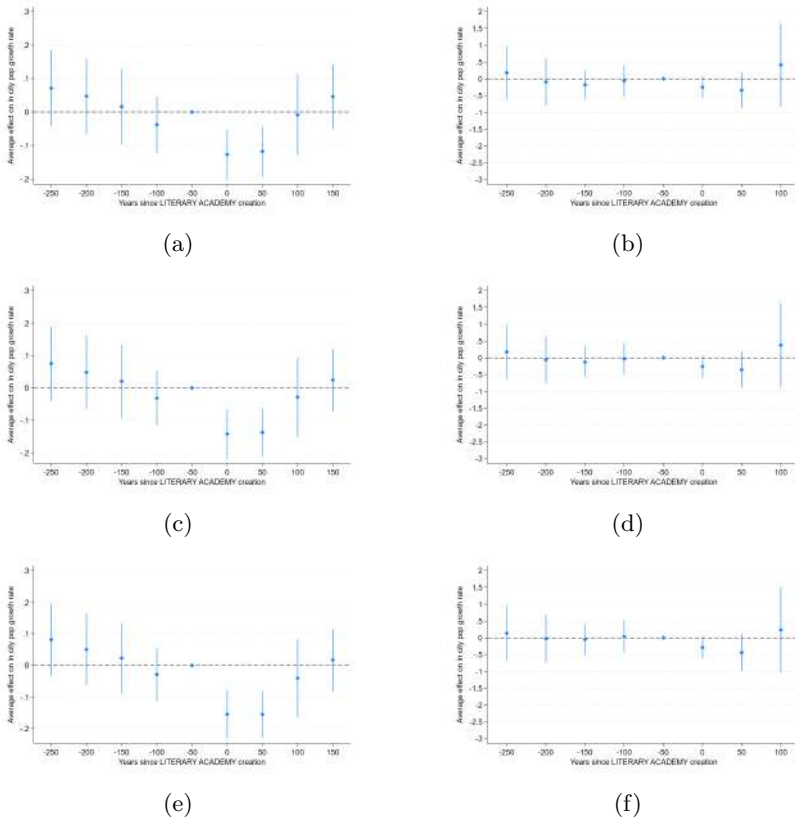 Average effect on ln city pop growth rate
.3
.2
.1
0
-.1
-.2
-250 -200 -150 -100 -50 0 50 100 150
Years since LITERARY ACADEMY creation
(a)
Average effect on ln city pop growth rate
2
1.5
1
.5
0
-.5
-1
-1.5
-2
-2.5
-3
-250 -200 -150 -100 -50 0 50 100
Years since LITERARY ACADEMY creation
(b)
Average effect on ln city pop growth rate
.3
.2
.1
0
-.1
-.2
-250 -200 -150 -100 -50 0 50 100 150
Years since LITERARY ACADEMY creation
(c)
Average effect on ln city pop growth rate
2
1.5
1
.5
0
-.5
-1
-1.5
-2
-2.5
-3
-250 -200 -150 -100 -50 0 50 100
Years since LITERARY ACADEMY creation
(d)
Average effect on ln city pop growth rate
.3
.2
.1
0
-.1
-.2
-250 -200 -150 -100 -50 0 50 100 150
Years since LITERARY ACADEMY creation
(e)
Average effect on ln city pop growth rate
2
1.5
1
.5
0
-.5
-1
-1.5
-2
-2.5
-3
-250 -200 -150 -100 -50 0 50 100
Years since LITERARY ACADEMY creation
(f)